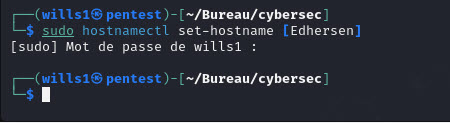 ┌──(wills1㉿pentest)-[~/Bureau/cybersec]
└─$ sudo hostnamectl set-hostname [Edhersen]
[sudo] Mot de passe de wills1 :
┌──(wills1㉿pentest)-[~/Bureau/cybersec]
└─$